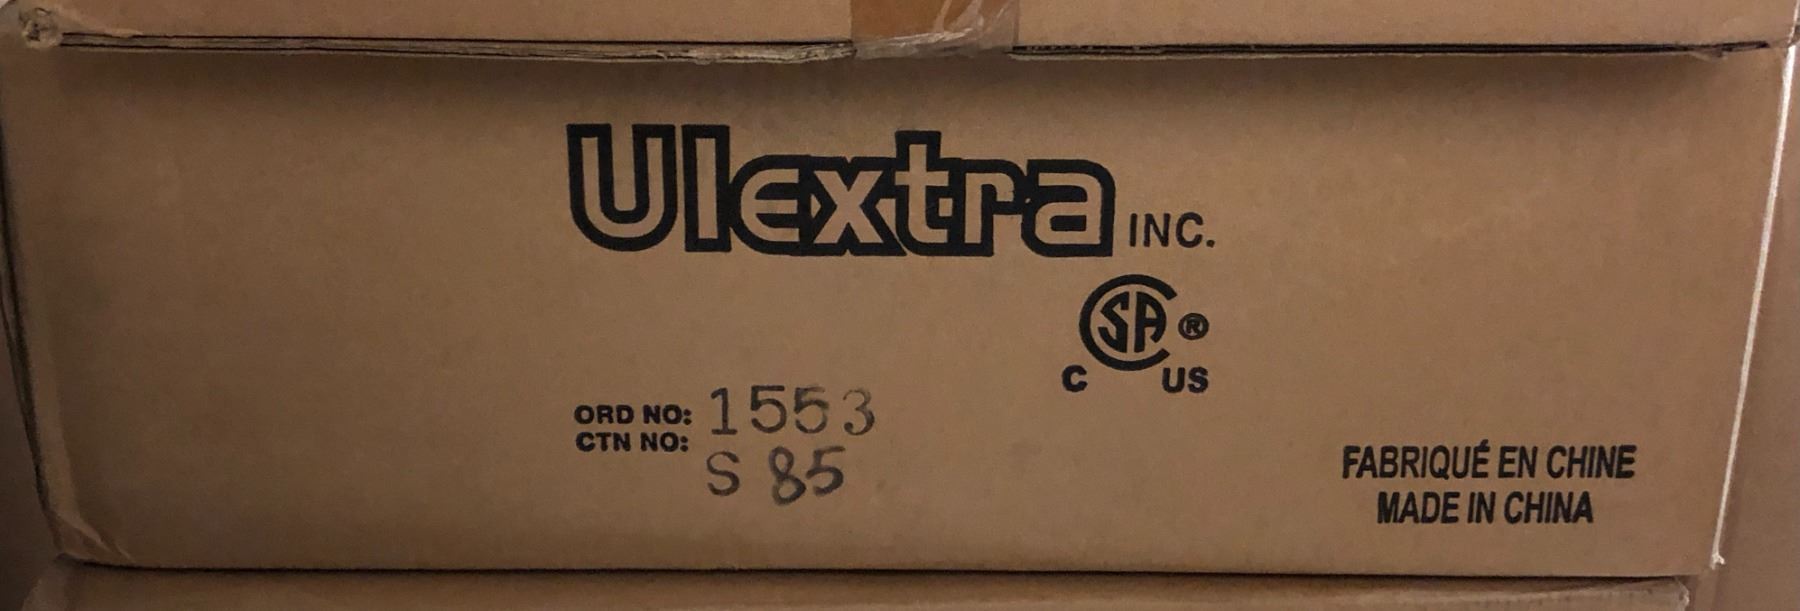 Ulextra INC.
CSA®
C US
ORD NO: 1553
CTN NO: S 85
FABRIQUÉ EN CHINE
MADE IN CHINA